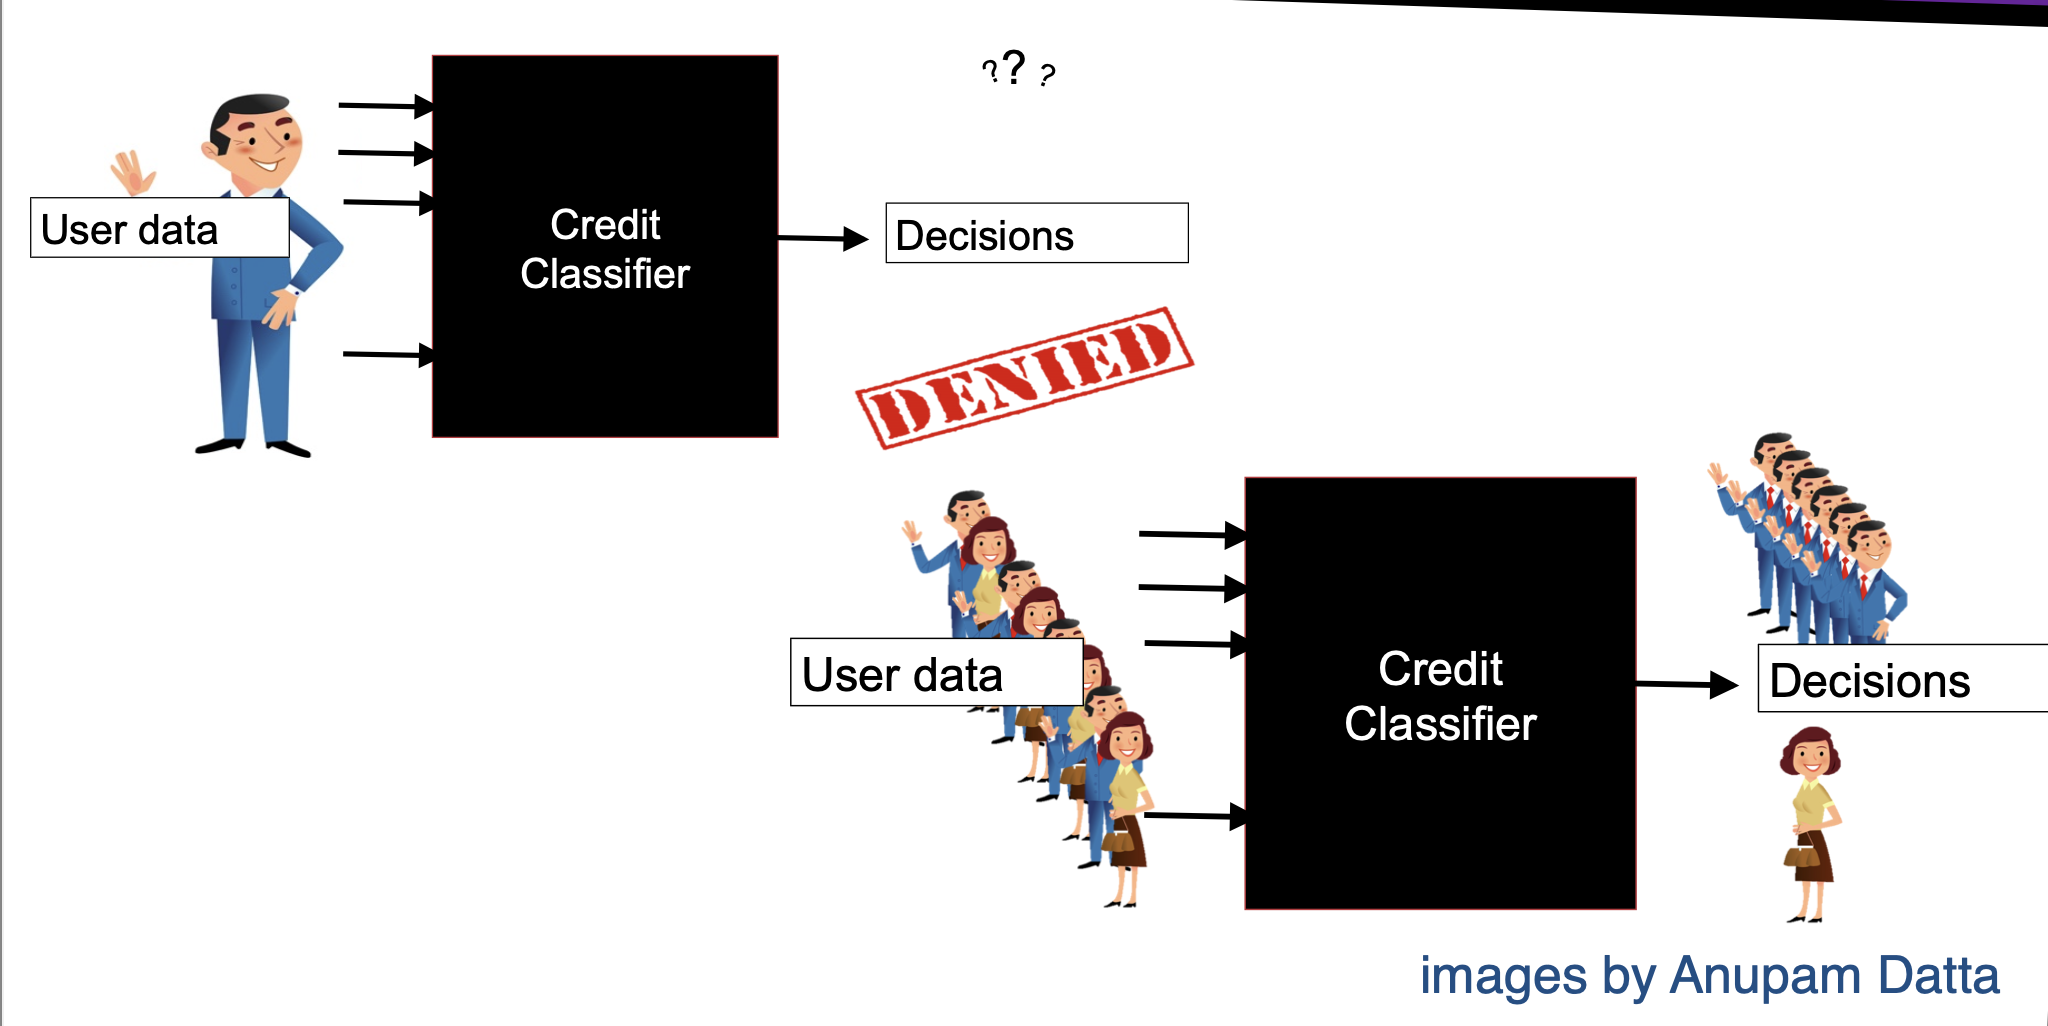 ? ? ?
User data
Credit
Classifier
Decisions
DENIED
User data
Credit
Classifier
Decisions
images by Anupam Datta